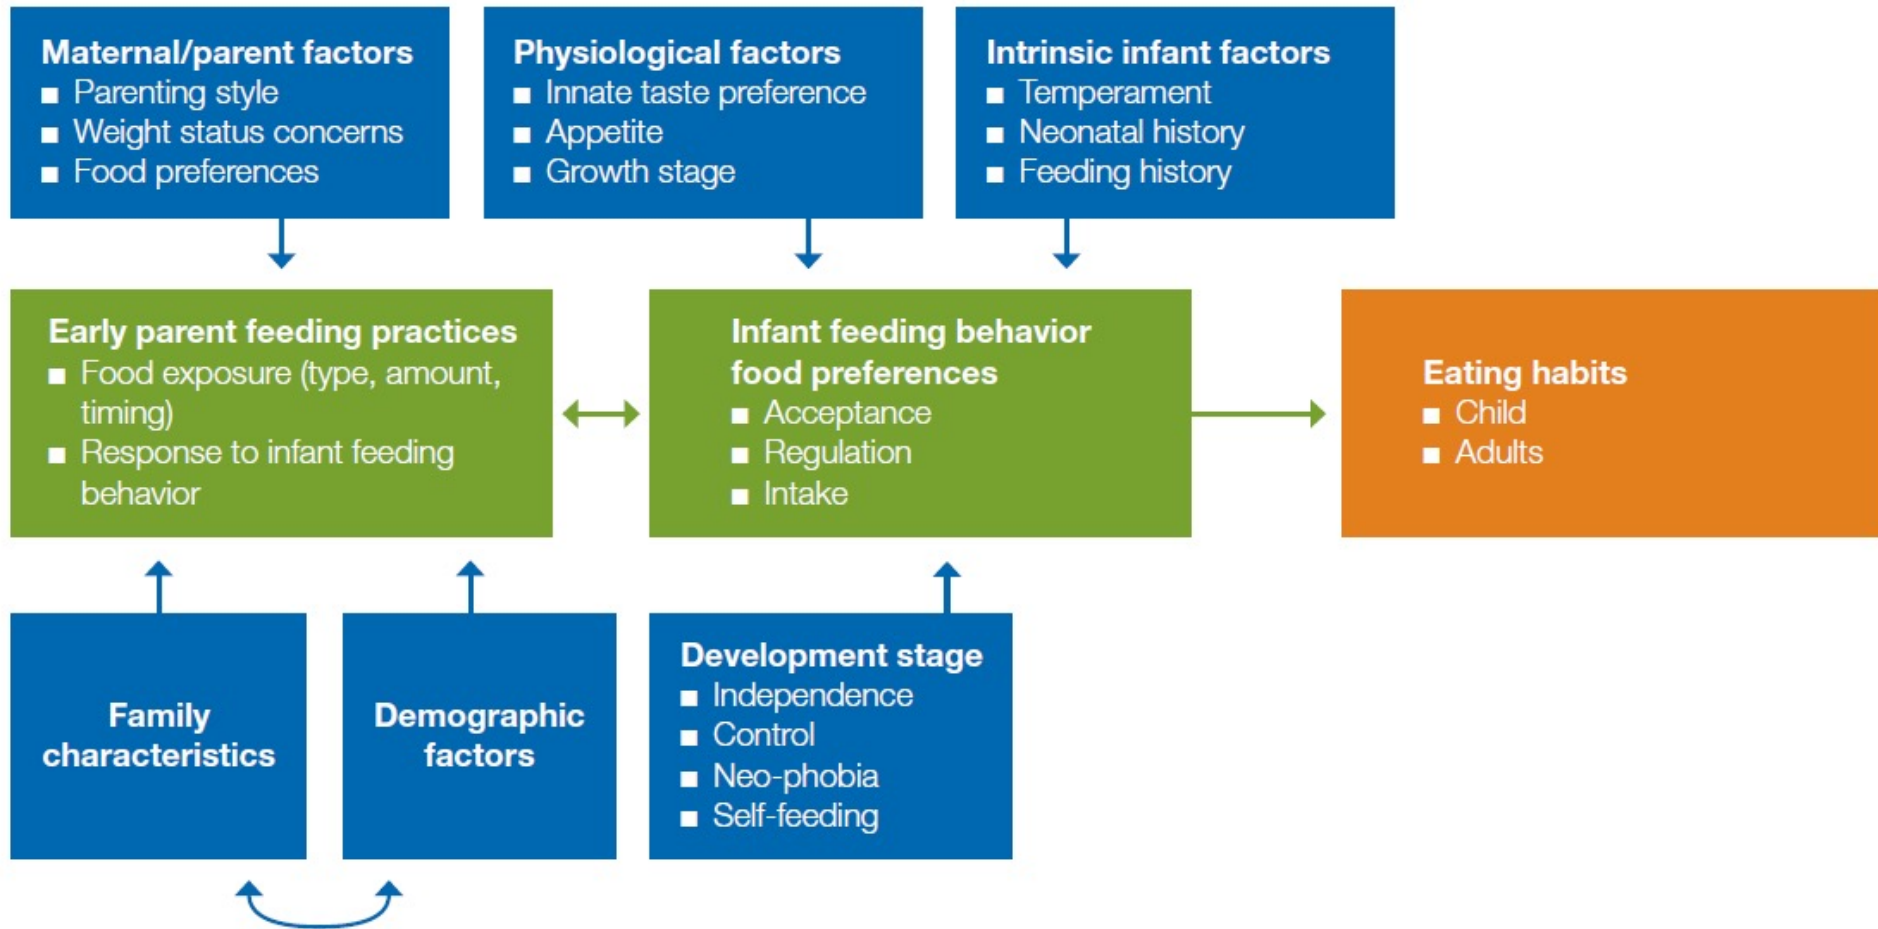 Maternal/parent factors
■ Parenting style
■ Weight status concerns
■ Food preferences
Physiological factors
■ Innate taste preference
■ Appetite
■ Growth stage
Intrinsic infant factors
■ Temperament
■ Neonatal history
■ Feeding history
Early parent feeding practices
■ Food exposure (type, amount,
timing)
■ Response to infant feeding
behavior
Infant feeding behavior
food preferences
■ Acceptance
■ Regulation
■ Intake
Eating habits
■ Child
■ Adults
Family
characteristics
Demographic
factors
Development stage
■ Independence
■ Control
■ Neo-phobia
■ Self-feeding